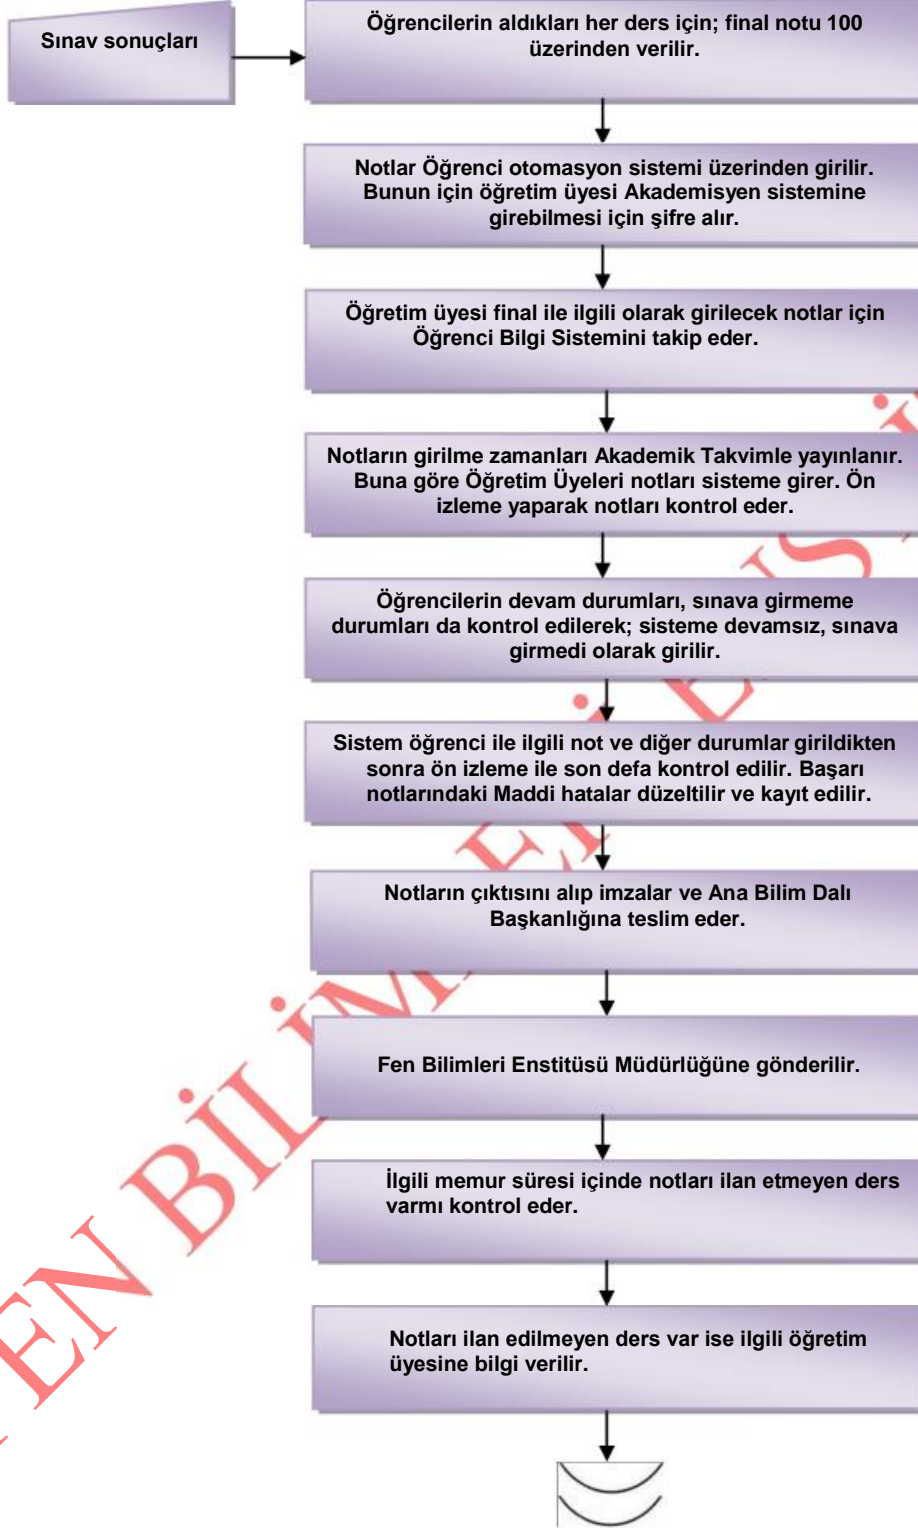 Sınav sonuçları
Öğrencilerin aldıkları her ders için; final notu 100
üzerinden verilir.
Notlar Öğrenci otomasyon sistemi üzerinden girilir.
Bunun için öğretim üyesi Akademisyen sistemine
girebilmesi için şifre alır.
Öğretim üyesi final ile ilgili olarak girilecek notlar için
Öğrenci Bilgi Sistemini takip eder.
Notların girilme zamanları Akademik Takvimle yayınlanır.
Buna göre Öğretim Üyeleri notları sisteme girer. Ön
izleme yaparak notları kontrol eder.
Öğrencilerin devam durumları, sınava girmeme
durumları da kontrol edilerek; sisteme devamsız, sınava
girmedi olarak girilir.
Sistem öğrenci ile ilgili not ve diğer durumlar girildikten
sonra ön izleme ile son defa kontrol edilir. Başarı
notlarındaki Maddi hatalar düzeltilir ve kayıt edilir.
Notların çıktısını alıp imzalar ve Ana Bilim Dalı
Başkanlığına teslim eder.
Fen Bilimleri Enstitüsü Müdürlüğüne gönderilir.
İlgili memur süresi içinde notları ilan etmeyen ders
varmı kontrol eder.
Notları ilan edilmeyen ders var ise ilgili öğretim
üyesine bilgi verilir.